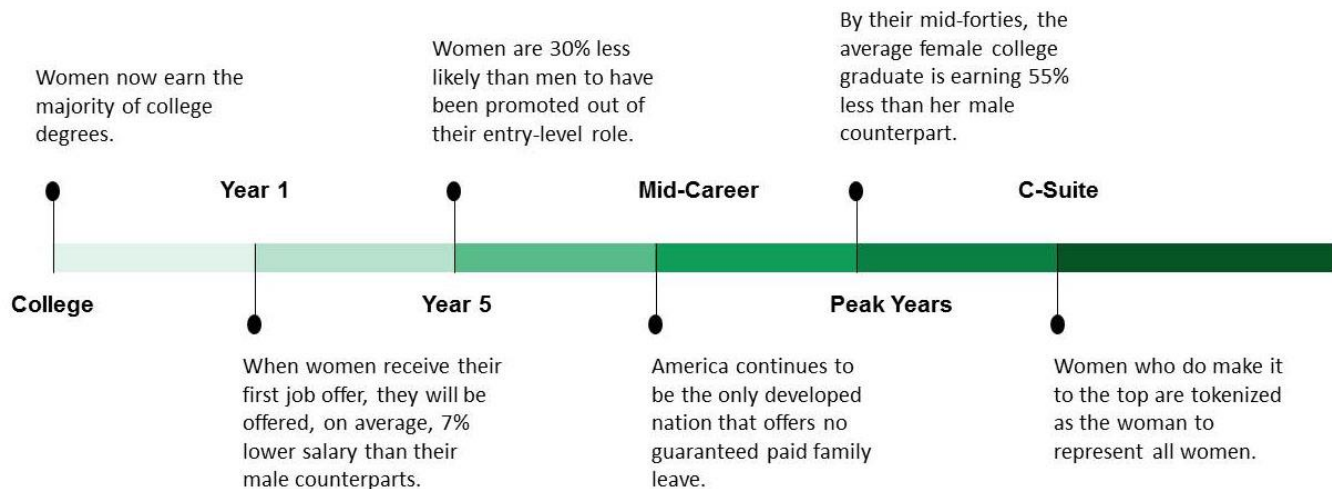 Women now earn the
majority of college
degrees.
Women are 30% less
likely than men to have
been promoted out of
their entry-level role.
By their mid-forties, the
average female college
graduate is earning 55%
less than her male
counterpart.
Year 1
Mid-Career
C-Suite
College
Year 5
Peak Years
When women receive their
first job offer, they will be
offered, on average, 7%
lower salary than their
male counterparts.
America continues to
be the only developed
nation that offers no
guaranteed paid family
leave.
Women who do make it
to the top are tokenized
as the woman to
represent all women.